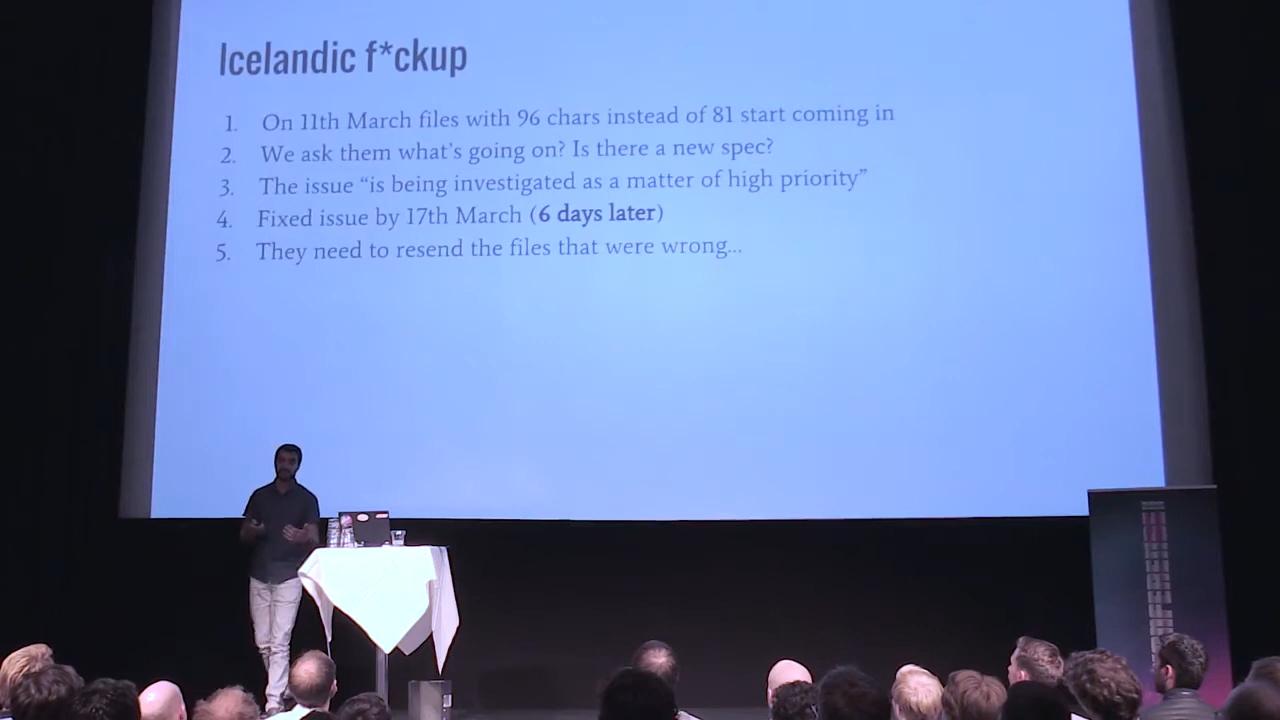 Icelandic f*ckup
1. On 11th March files with 96 chars instead of 81 start coming in
2. We ask them what's going on? Is there a new spec?
3. The issue “is being investigated as a matter of high priority”
4. Fixed issue by 17th March (6 days later)
5. They need to resend the files that were wrong...